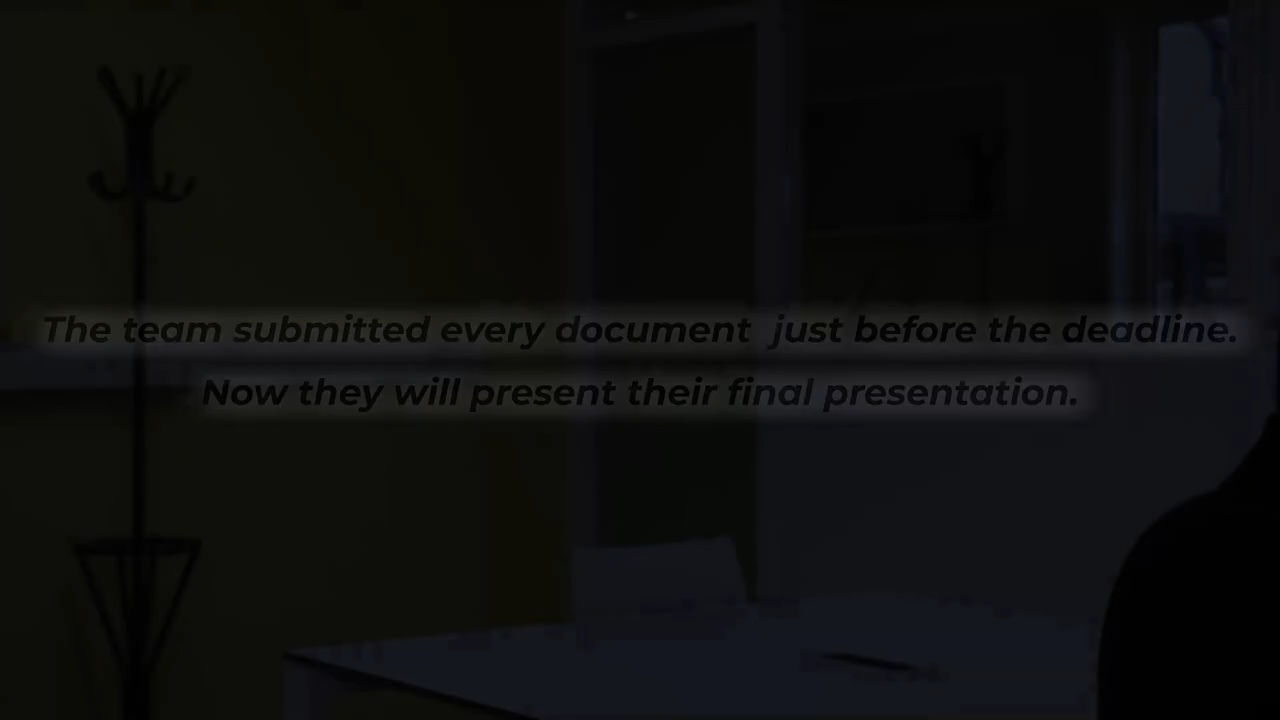 The team submitted every document  just before the deadline.
Now they will present their final presentation.